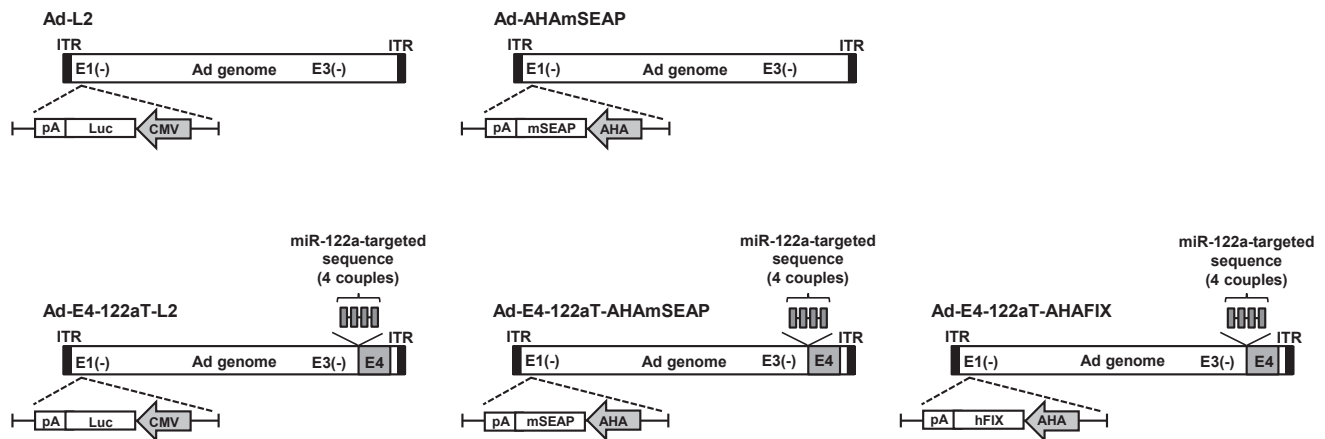 Ad-L2
ITR ITR
E1(-) Ad genome E3(-)
pA Luc CMV
Ad-AHAmSEAP
ITR ITR
E1(-) Ad genome E3(-)
pA mSEAP AHA
miR-122a-targeted
sequence
(4 couples)
Ad-E4-122aT-L2
ITR ITR
E1(-) Ad genome E3(-) E4
pA Luc CMV
miR-122a-targeted
sequence
(4 couples)
Ad-E4-122aT-AHAmSEAP
ITR ITR
E1(-) Ad genome E3(-) E4
pA mSEAP AHA
miR-122a-targeted
sequence
(4 couples)
Ad-E4-122aT-AHAFIX
ITR ITR
E1(-) Ad genome E3(-) E4
pA hFIX AHA